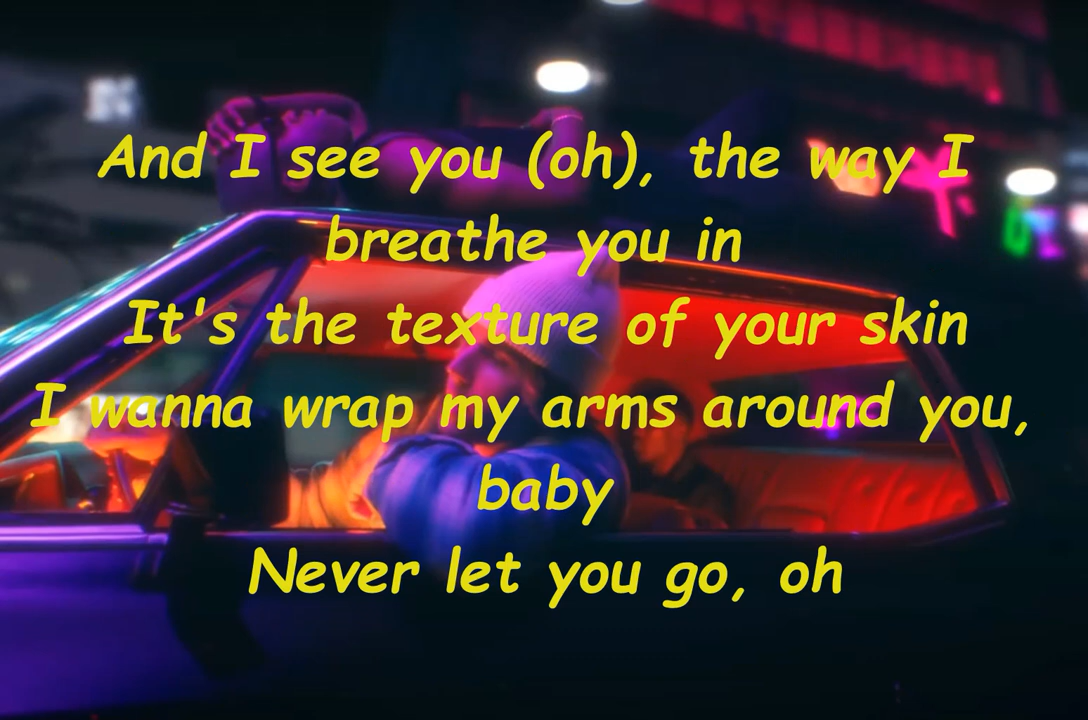 And I see you (oh), the way I
breathe you in
It's the texture of your skin
I wanna wrap my arms around you,
baby
Never let you go, oh